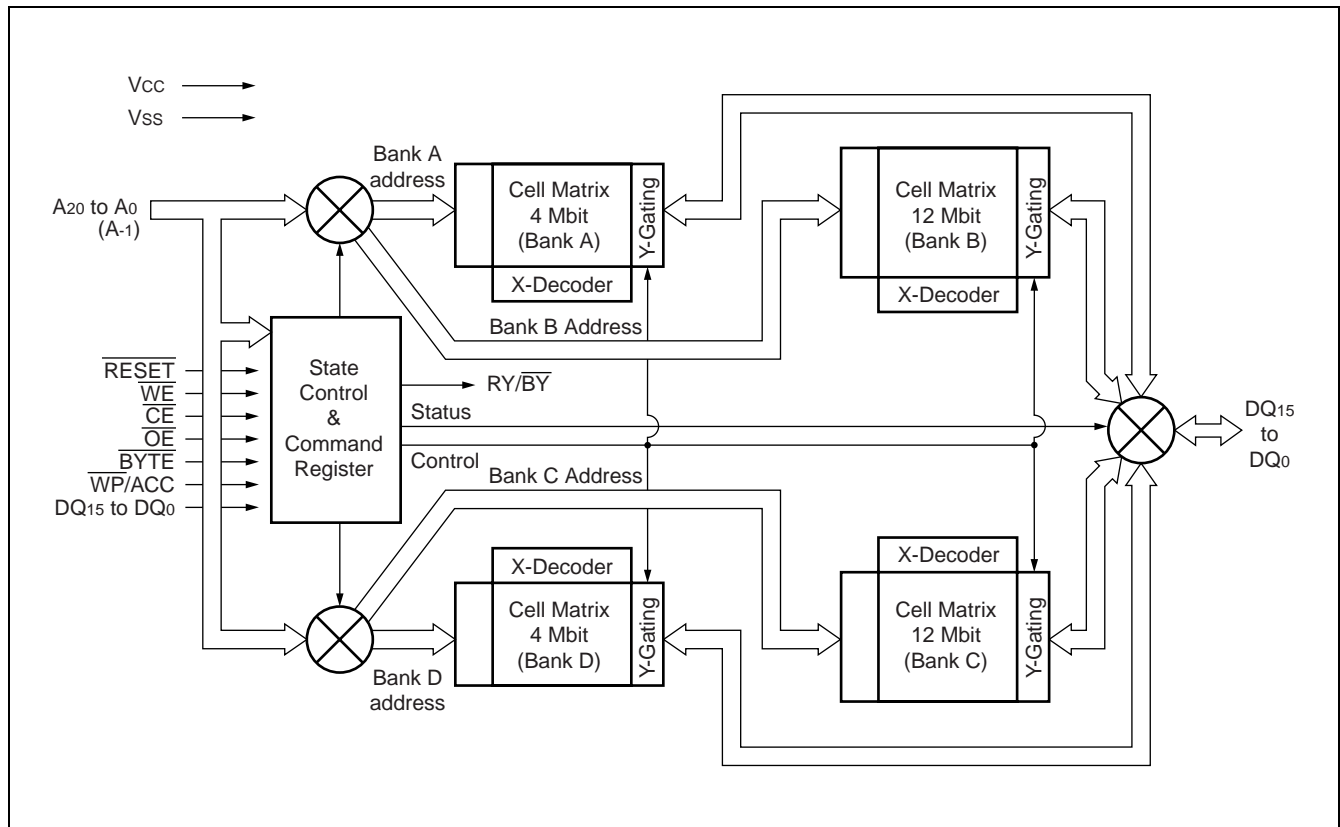 VCC
VSS
Bank A
address
Cell Matrix
4 Mbit
(Bank A)
Y-Gating
X-Decoder
Cell Matrix
12 Mbit
(Bank B)
Y-Gating
X-Decoder
A20 to A0
(A-1)
Bank B Address
RESET
WE
CE
OE
BYTE
WP/ACC
DQ15 to DQ0
State
Control
&
Command
Register
RY/BY
Status
Control
DQ15
to
DQ0
Bank C Address
X-Decoder
Cell Matrix
4 Mbit
(Bank D)
Y-Gating
X-Decoder
Cell Matrix
12 Mbit
(Bank C)
Y-Gating
Bank D
address